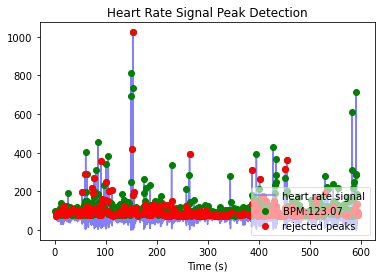 Heart Rate Signal Peak Detection
1000
800
600
400
200
0
heart rate signal
BPM:123.07
rejected peaks
0 100 200 300 400 500 600
Time (s)